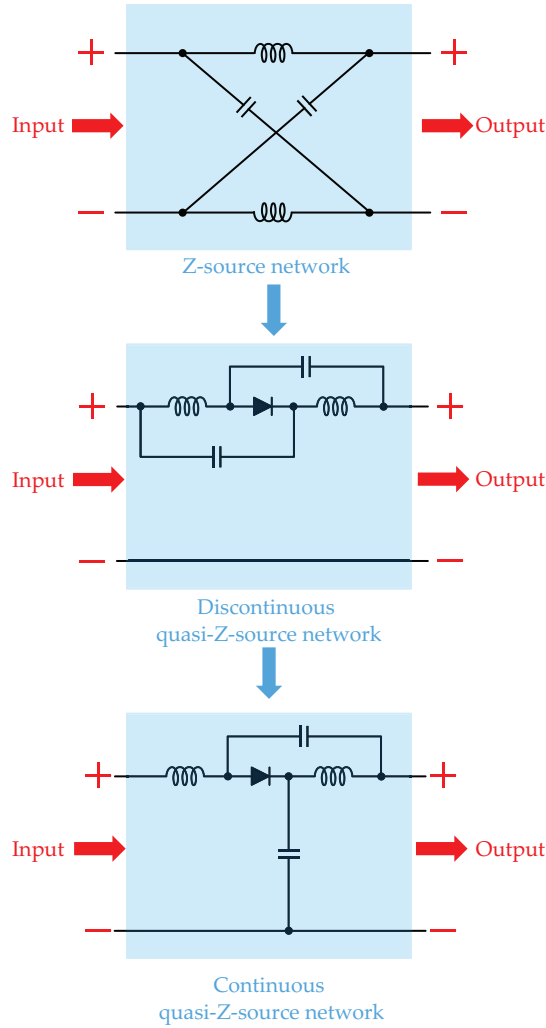 + +
Input Output
− −
Z-source network
+ +
Input Output
− −
Discontinuous
quasi-Z-source network
+ +
Input Output
− −
Continuous
quasi-Z-source network